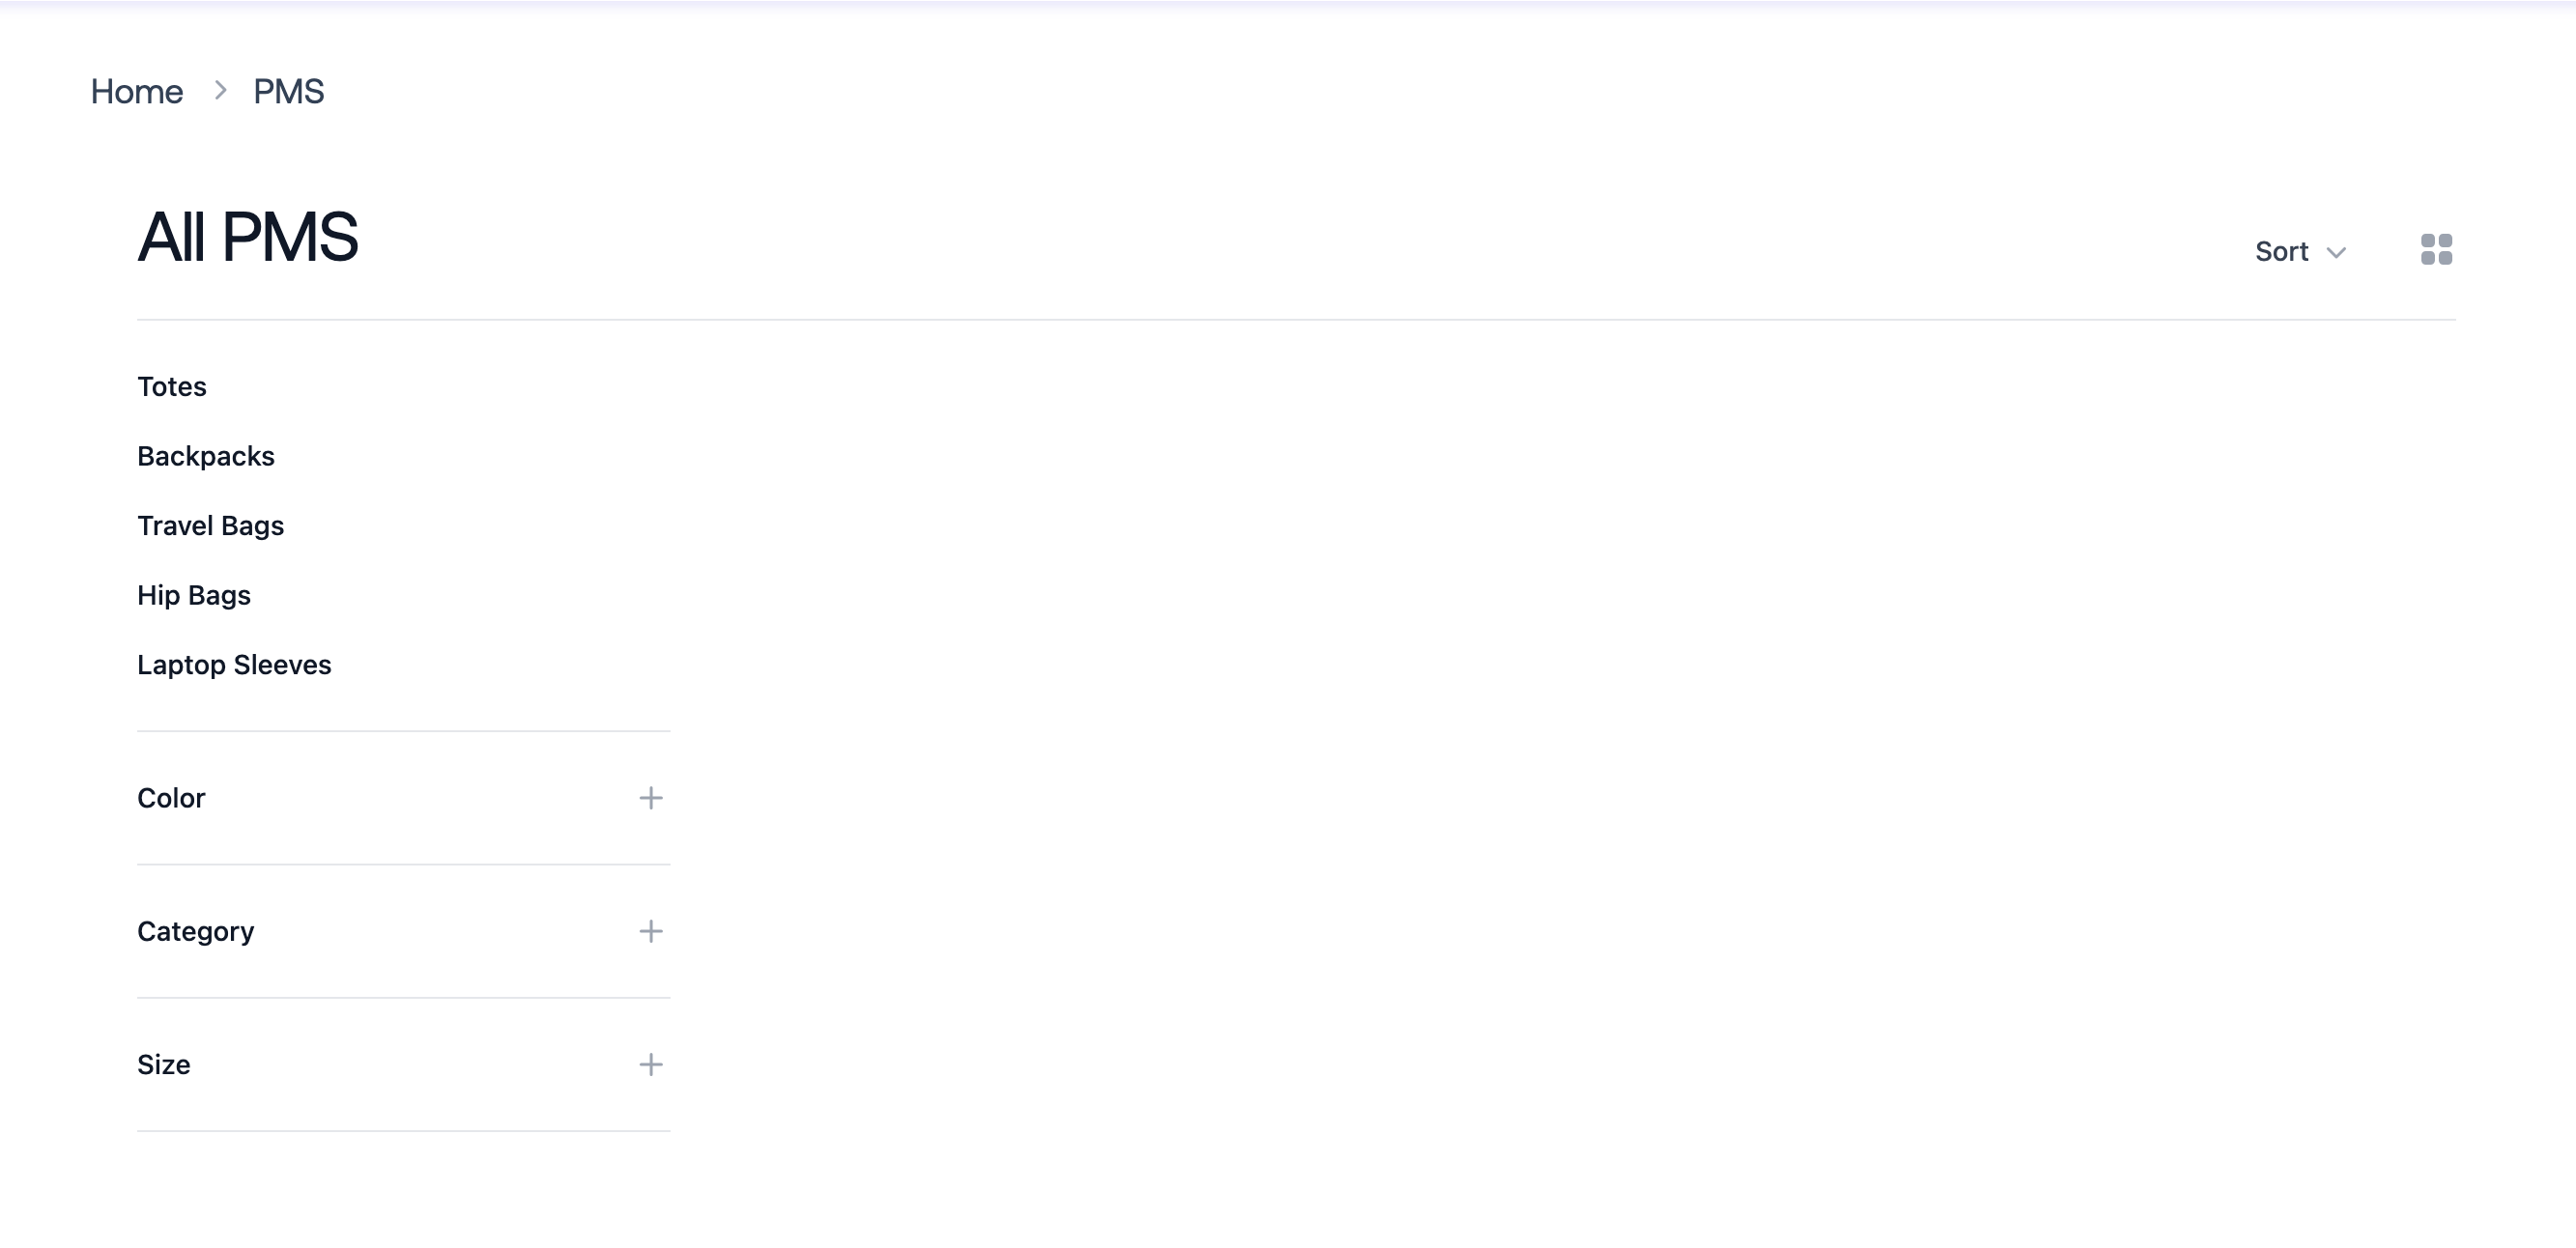 Home > PMS
All PMS
Sort
Totes
Backpacks
Travel Bags
Hip Bags
Laptop Sleeves
Color
Category
Size